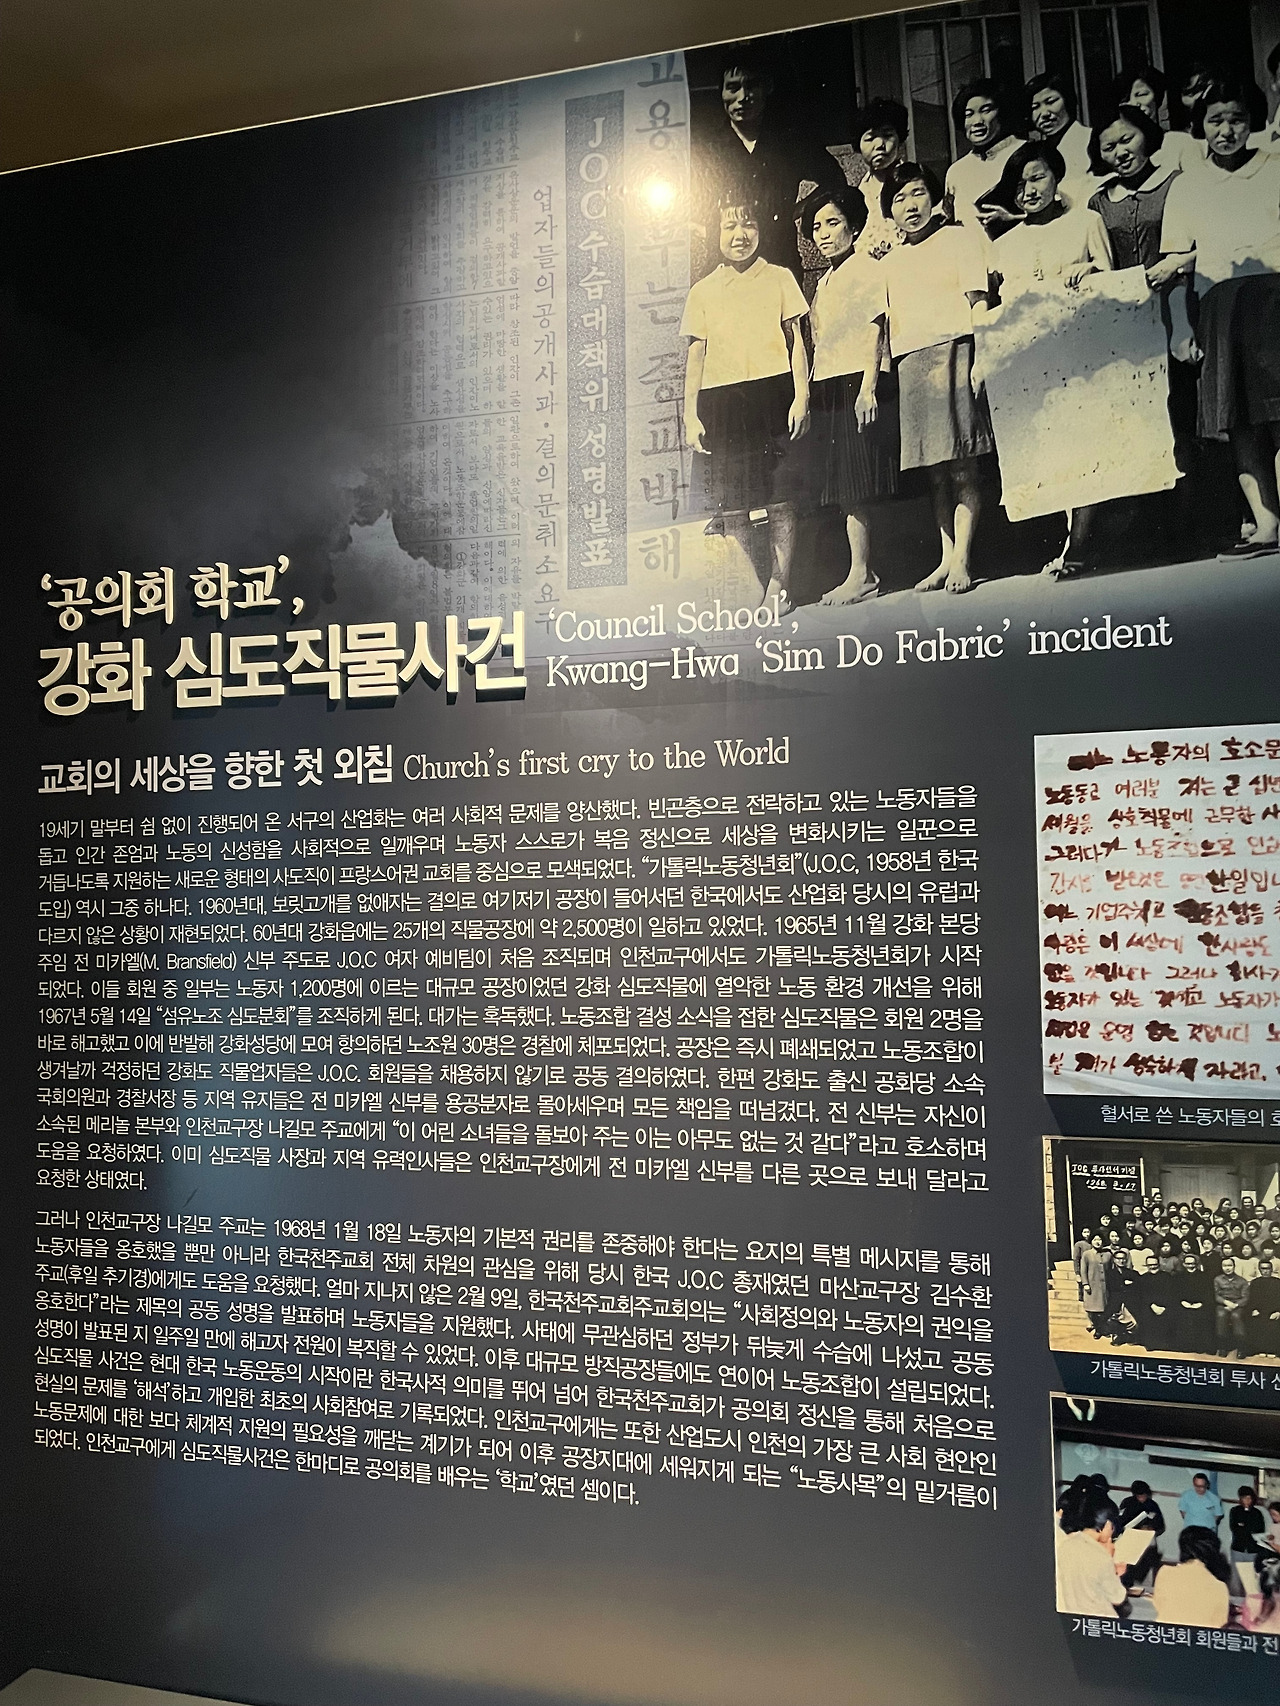 JOC수습대책위성명발표
업자들의공개사과·결의문취소요구
'공의회 학교',
강화 심도직물사건
'Council School',
Kwang-Hwa 'Sim Do Fabric' incident
교회의 세상을 향한 첫 외침 Church's first cry to the World
19세기 말부터 쉼 없이 진행되어 온 서구의 산업화는 여러 사회적 문제를 양산했다. 빈곤층으로 전락하고 있는 노동자들을
돕고 인간 존엄과 노동의 신성함을 사회적으로 일깨우며 노동자 스스로가 복음 정신으로 세상을 변화시키는 일꾼으로
거듭나도록 지원하는 새로운 형태의 사도직이 프랑스어권 교회를 중심으로 모색되었다. "가톨릭노동청년회"(J.O.C, 1958년 한국
도입) 역시 그중 하나다. 1960년대, 보릿고개를 없애자는 결의로 여기저기 공장이 들어서던 한국에서도 산업화 당시의 유럽과
다르지 않은 상황이 재현되었다. 60년대 강화읍에는 25개의 직물공장에 약 2,500명이 일하고 있었다. 1965년 11월 강화 본당
주임 전 미카엘(M. Bransfield) 신부 주도로 J.O.C 여자 예비팀이 처음 조직되며 인천교구에서도 가톨릭노동청년회가 시작
되었다. 이들 회원 중 일부는 노동자 1,200명에 이르는 대규모 공장이었던 강화 심도직물에 열악한 노동 환경 개선을 위해
1967년 5월 14일 "섬유노조 심도분회"를 조직하게 된다. 대가는 혹독했다. 노동조합 결성 소식을 접한 심도직물은 회원 2명을
바로 해고했고 이에 반발해 강화성당에 모여 항의하던 노조원 30명은 경찰에 체포되었다. 공장은 즉시 폐쇄되었고 노동조합이
생겨날까 걱정하던 강화도 직물업자들은 J.O.C. 회원들을 채용하지 않기로 공동 결의하였다. 한편 강화도 출신 공화당 소속
국회의원과 경찰서장 등 지역 유지들은 전 미카엘 신부를 용공분자로 몰아세우며 모든 책임을 떠넘겼다. 전 신부는 자신이
소속된 메리놀 본부와 인천교구장 나길모 주교에게 "이 어린 소녀들을 돌보아 주는 이는 아무도 없는 것 같다"라고 호소하며
도움을 요청하였다. 이미 심도직물 사장과 지역 유력인사들은 인천교구장에게 전 미카엘 신부를 다른 곳으로 보내 달라고
요청한 상태였다.
그러나 인천교구장 나길모 주교는 1968년 1월 18일 노동자의 기본적 권리를 존중해야 한다는 요지의 특별 메시지를 통해
노동자들을 옹호했을 뿐만 아니라 한국천주교회 전체 차원의 관심을 위해 당시 한국 J.O.C 총재였던 마산교구장 김수환
주교(후일 추기경)에게도 도움을 요청했다. 얼마 지나지 않은 2월 9일, 한국천주교회주교회의는 "사회정의와 노동자의 권익을
옹호한다"라는 제목의 공동 성명을 발표하며 노동자들을 지원했다. 사태에 무관심하던 정부가 뒤늦게 수습에 나섰고 공동
성명이 발표된 지 일주일 만에 해고자 전원이 복직할 수 있었다. 이후 대규모 방직공장들에도 연이어 노동조합이 설립되었다.
심도직물 사건은 현대 한국 노동운동의 시작이란 한국사적 의미를 뛰어 넘어 한국천주교회가 공의회 정신을 통해 처음으로
현실의 문제를 '해석'하고 개입한 최초의 사회참여로 기록되었다. 인천교구에게는 또한 산업도시 인천의 가장 큰 사회 현안인
노동문제에 대한 보다 체계적 지원의 필요성을 깨닫는 계기가 되어 이후 공장지대에 세워지게 되는 "노동사목"의 밑거름이
되었다. 인천교구에게 심도직물사건은 한마디로 공의회를 배우는 '학교'였던 셈이다.
노동자의 호소문
혈서로 쓴 노동자들의
JOC 투사선서기념
가톨릭노동청년회 투사
가톨릭노동청년회 회원들과 전